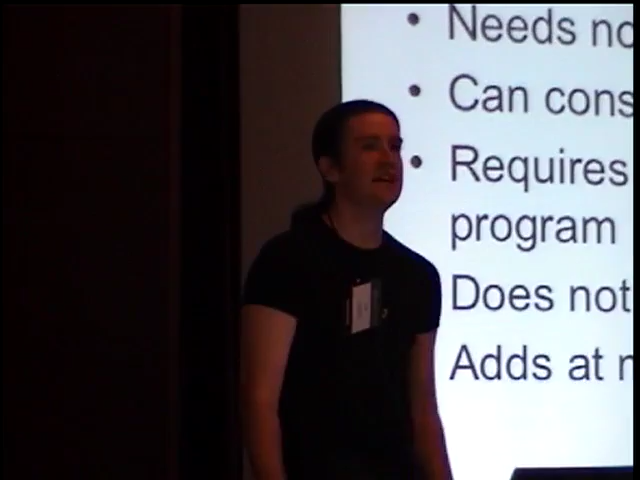 • Needs no
• Can cons
• Requires
program
Does not
Adds at